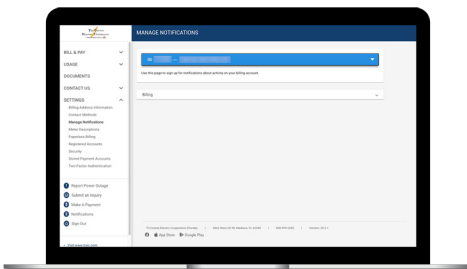 MANAGE NOTIFICATIONS
BILL & PAY
USAGE
DOCUMENTS
CONTACT US
SETTINGS
Billing Address Information
Contact Methods
Manage Notifications
Meter Descriptions
Paperless Billing
Registered Accounts
Security
Stored Payment Accounts
Two-Factor Authentication
Report Power Outage
Submit an Inquiry
Make A Payment
Notifications
Sign Out
Use this page to sign up for notifications about activity on your billing account.
Billing
App Store
Google Play